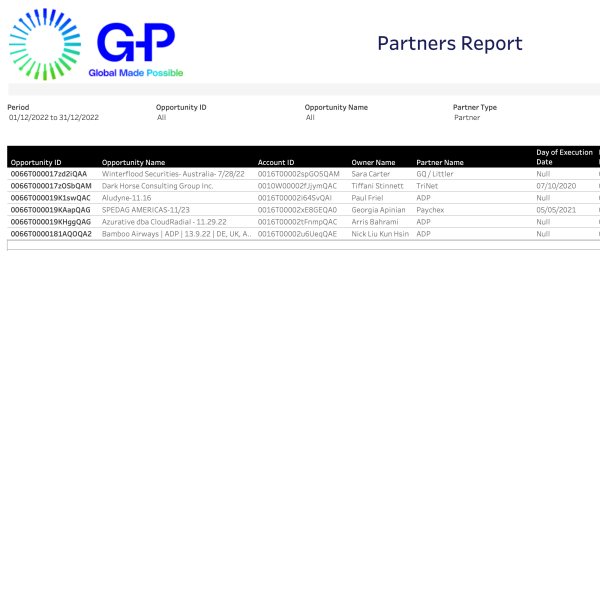 G-P
Global Made Possible
Partners Report
Period Opportunity ID Opportunity Name Partner Type
01/12/2022 to 31/12/2022 All All Partner
Day of Execution
Opportunity ID Opportunity Name Account ID Owner Name Partner Name Date
0066T000017zd2iQAA Winterflood Securities- Australia- 7/28/22 0016T00002spGO5QAM Sara Carter GQ / Littler Null
0066T000017zOSbQAM Dark Horse Consulting Group Inc. 0010W00002fJjymQAC Tiffani Stinnett TriNet 07/10/2020
0066T000019K1swQAC Aludyne-11.16 0016T00002i64SvQAI Paul Friel ADP Null
0066T000019KAapQAG SPEDAG AMERICAS-11/23 0016T00002xEBGEQA0 Georgia Apinian Paychex 05/05/2021
0066T000019KHggQAG Azurative dba CloudRadial - 11.29.22 0016T00002tFnmpQAC Arris Bahrami ADP Null
0066T0000181AQOQA2 Bamboo Airways | ADP | 13.9.22 | DE, UK, A.. 0016T00002u6UeqQAE Nick Liu Kun Hsin ADP Null